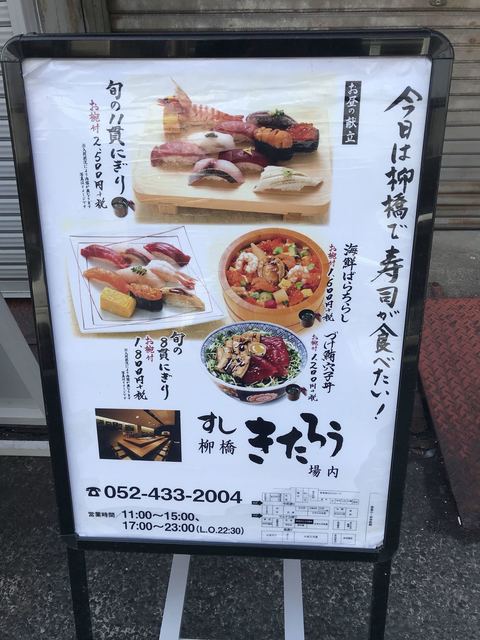 今日は柳橋で寿司が食べたい！
お昼の献立
旬の11貫にぎり
お椀付 2,500円+税
海鮮ばらちらし
お椀付 1,600円+税
づけ鮪穴子丼
お椀付 1,200円+税
旬の8貫にぎり
お椀付 1,800円+税
すし
柳橋
きたろう
場内
☎052-433-2004
営業時間 11:00〜15:00、
17:00〜23:00(L.O.22:30)